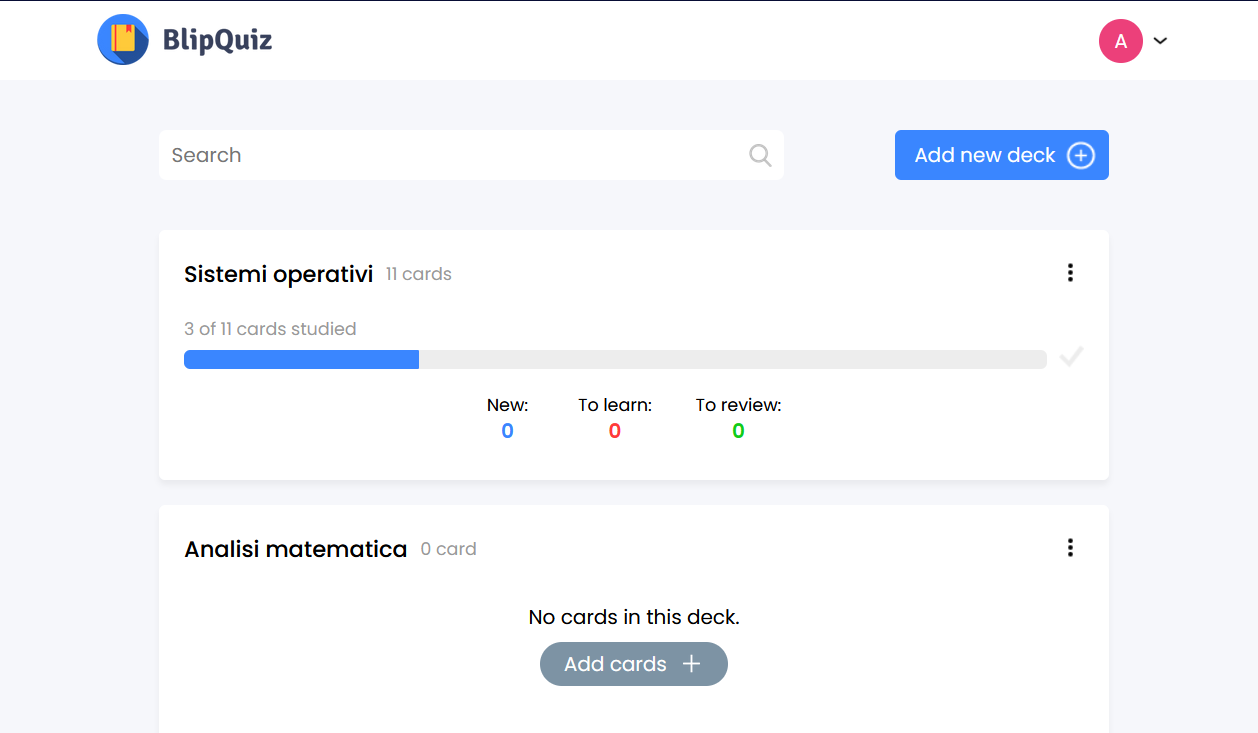 BlipQuiz
A
Search
Add new deck
Sistemi operativi 11 cards
3 of 11 cards studied
New: To learn: To review:
0 0 0
Analisi matematica 0 card
No cards in this deck.
Add cards